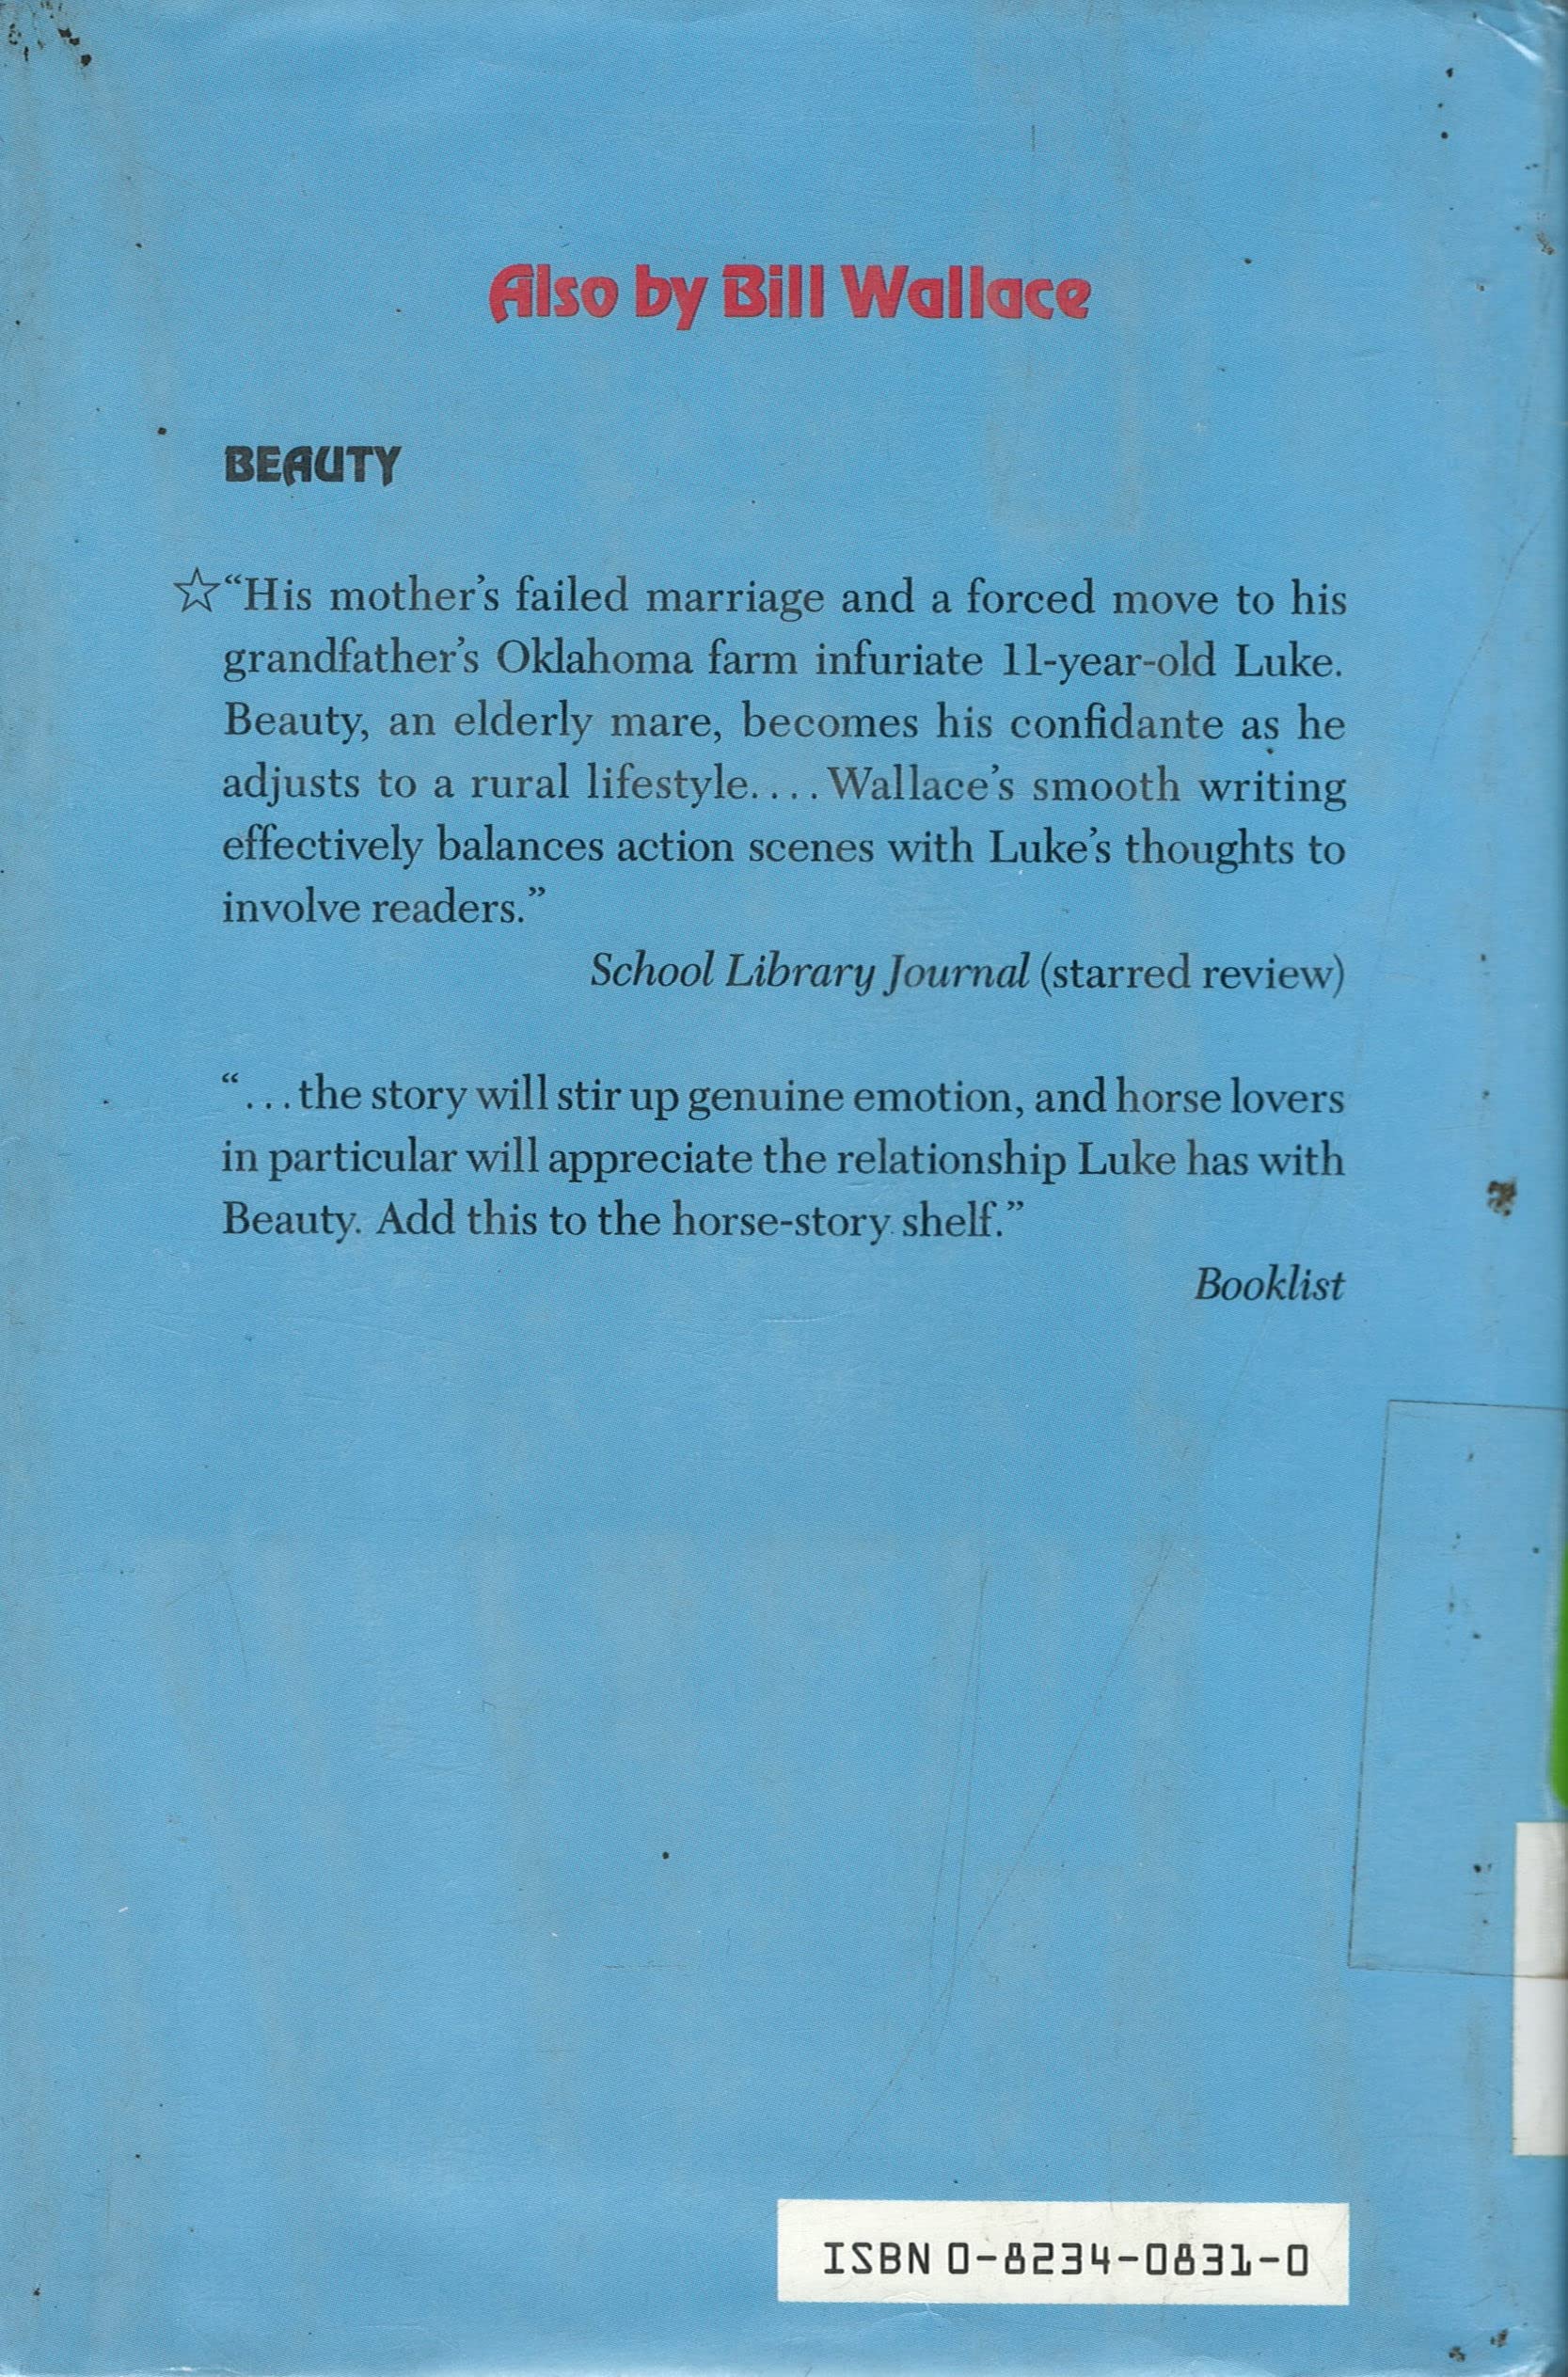 Also by Bill Wallace
BEAUTY
☆“His mother’s failed marriage and a forced move to his
grandfather’s Oklahoma farm infuriate 11-year-old Luke.
Beauty, an elderly mare, becomes his confidante as he
adjusts to a rural lifestyle.... Wallace’s smooth writing
effectively balances action scenes with Luke’s thoughts to
involve readers.”
School Library Journal (starred review)
“...the story will stir up genuine emotion, and horse lovers
in particular will appreciate the relationship Luke has with
Beauty. Add this to the horse-story shelf.”
Booklist
ISBN 0-8234-0831-0